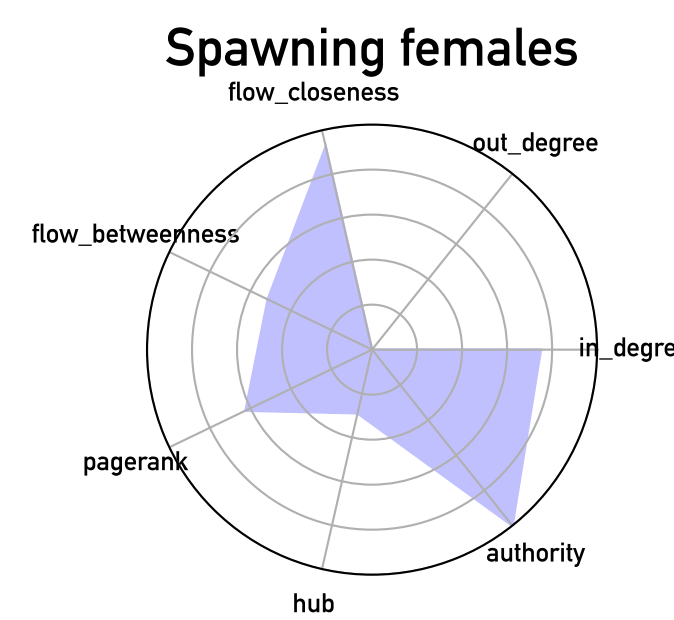 Spawning females
flow_closeness
out_degree
flow_betweenness
in_degre
pagerank
authority
hub